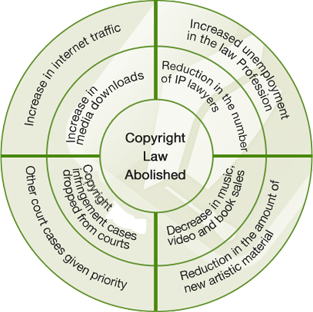 Increase in internet traffic
Increase in
media downloads
Increased unemployment
in the law Profession
Reduction in the number
of IP lawyers
Copyright
Law
Abolished
Other court cases given priority
Copyright
infringement cases
dropped from courts
Decrease in music,
video and book sales
Reduction in the amount of
new artistic material